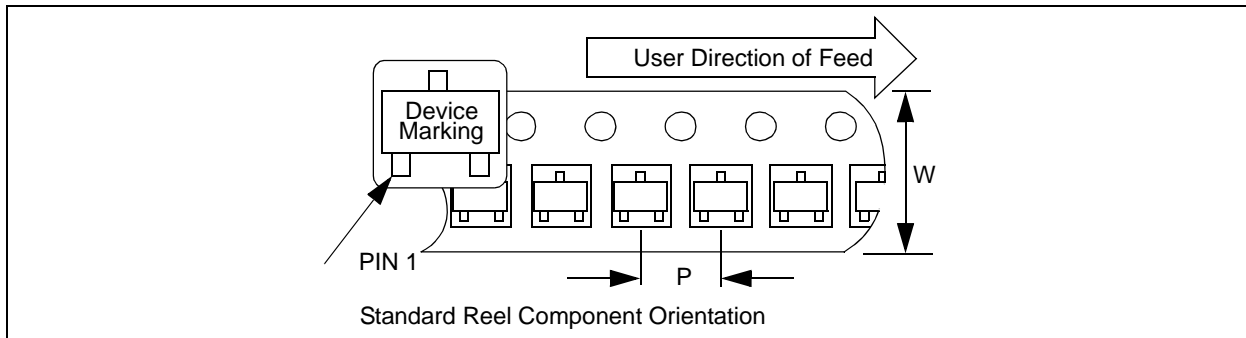 User Direction of Feed
Device
Marking
W
PIN 1
P
Standard Reel Component Orientation